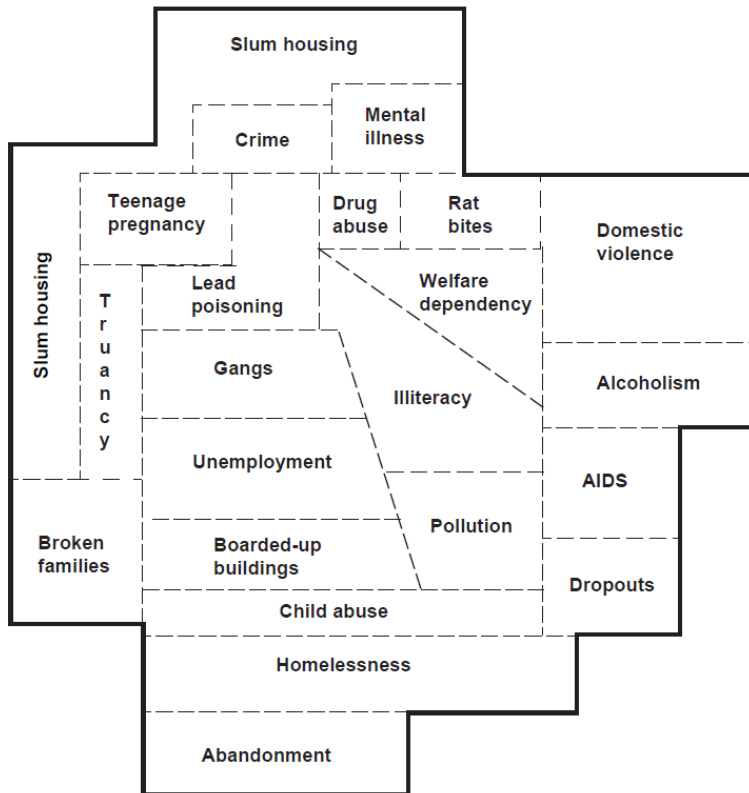 Slum housing
Mental
illness
Crime
Teenage
pregnancy
Drug
abuse
Rat
bites
Domestic
violence
Slum housing
Truancy
Lead
poisoning
Welfare
dependency
Gangs
Illiteracy
Alcoholism
Unemployment
AIDS
Broken
families
Boarded-up
buildings
Pollution
Dropouts
Child abuse
Homelessness
Abandonment